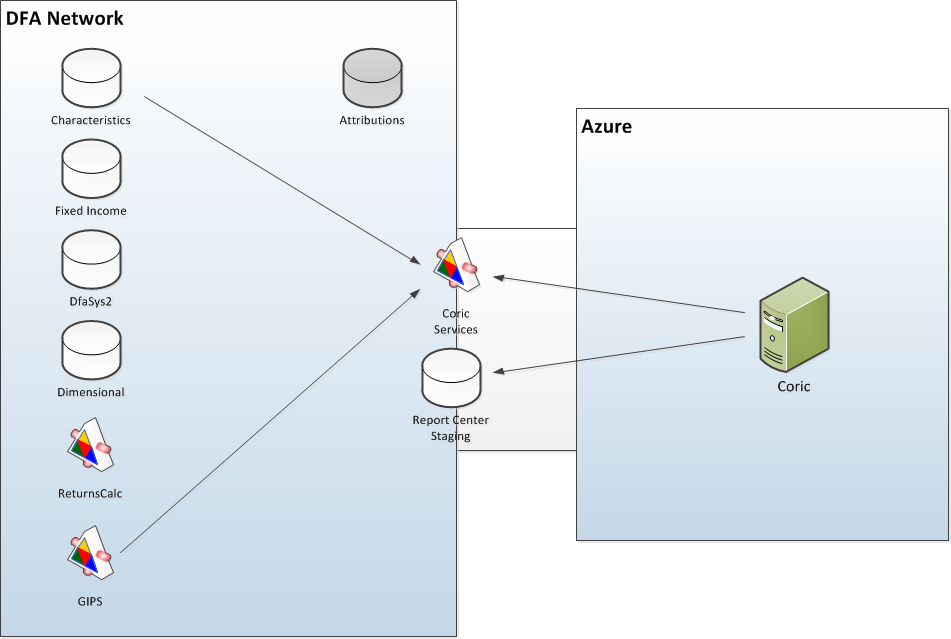 DFA Network
Characteristics
Attributions
Azure
Fixed Income
DfaSys2
Coric
Services
Dimensional
Coric
Report Center
Staging
ReturnsCalc
GIPS